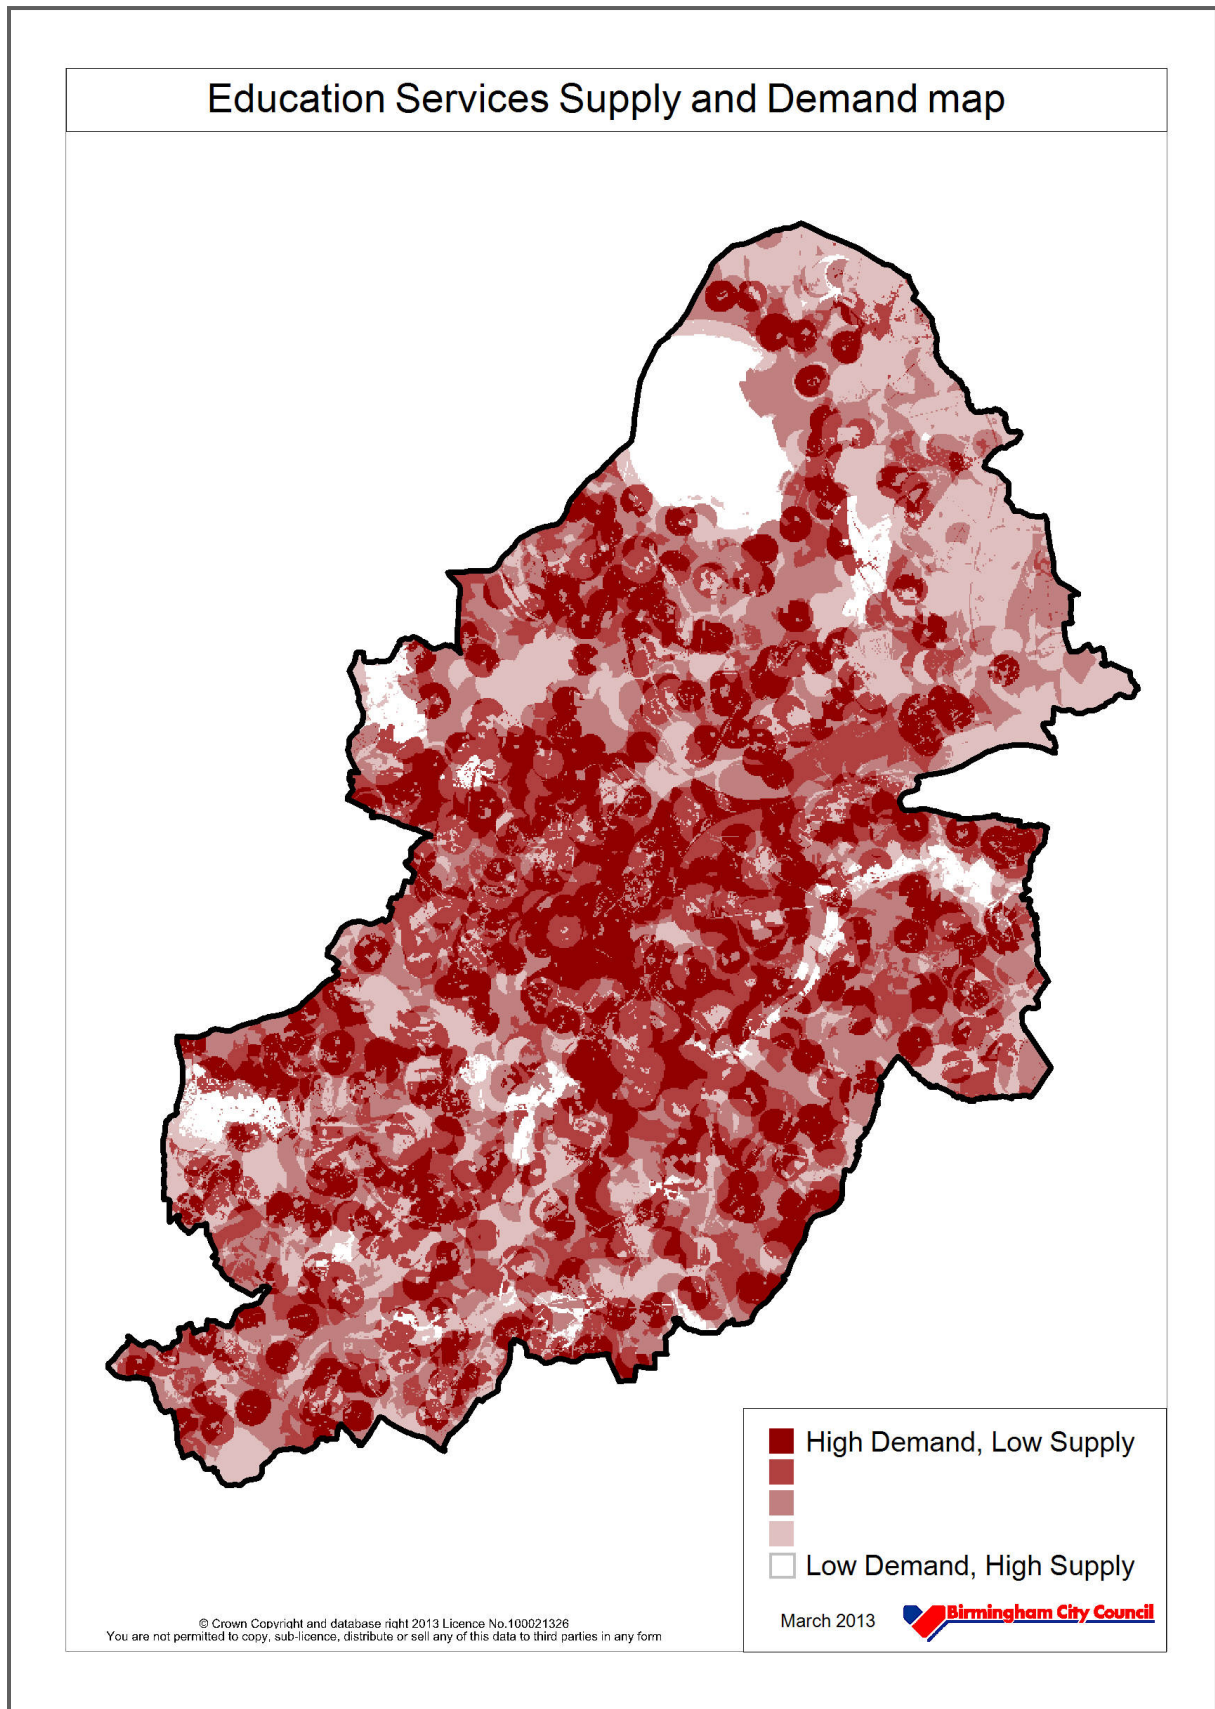 Education Services Supply and Demand map
High Demand, Low Supply
Low Demand, High Supply
March 2013
Birmingham City Council
© Crown Copyright and database right 2013 Licence No.100021326
You are not permitted to copy, sub-licence, distribute or sell any of this data to third parties in any form